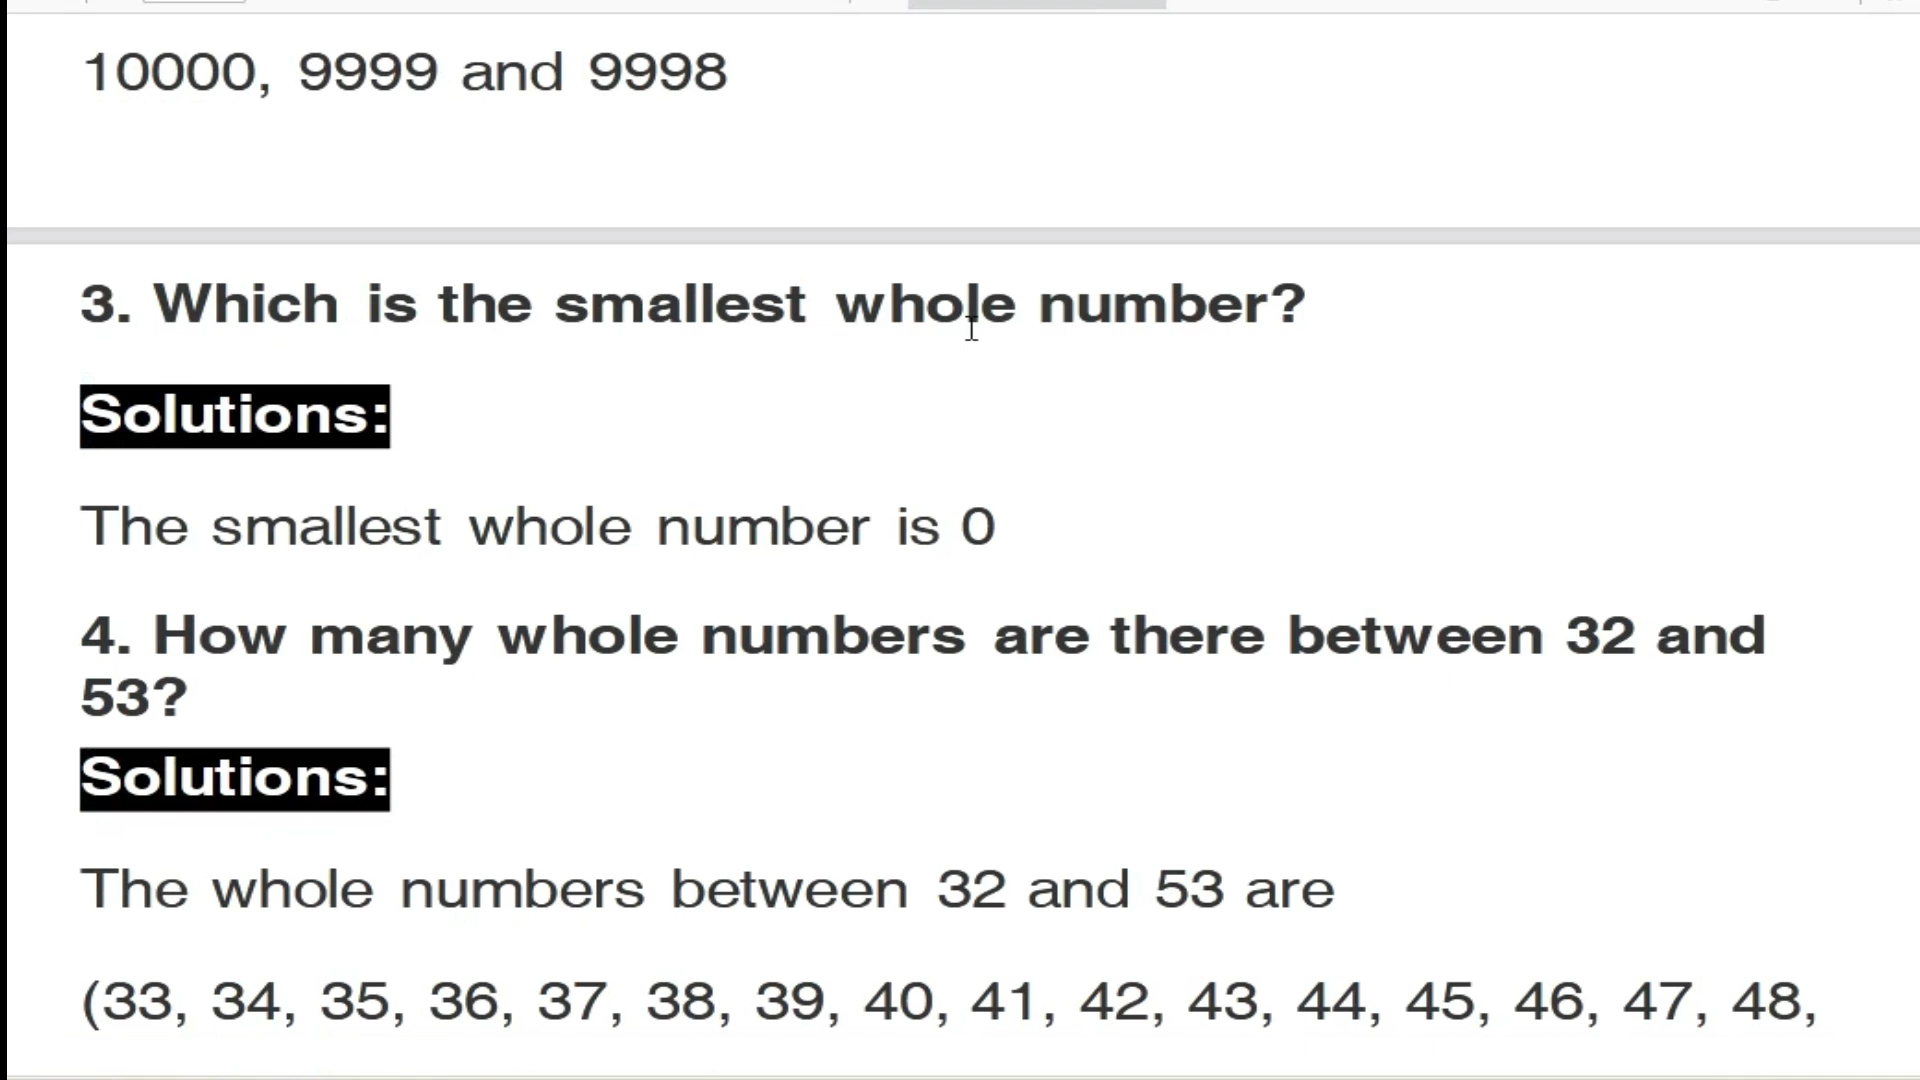 10000, 9999 and 9998
3. Which is the smallest whole number?
Solutions:
The smallest whole number is 0
4. How many whole numbers are there between 32 and
53?
Solutions:
The whole numbers between 32 and 53 are
(33, 34, 35, 36, 37, 38, 39, 40, 41, 42, 43, 44, 45, 46, 47, 48,